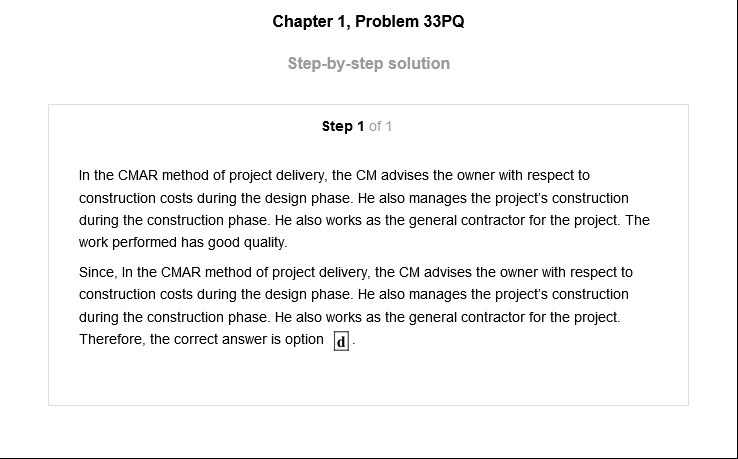 Chapter 1, Problem 33PQ
Step-by-step solution
Step 1 of 1
In the CMAR method of project delivery, the CM advises the owner with respect to
construction costs during the design phase. He also manages the project's construction
during the construction phase. He also works as the general contractor for the project. The
work performed has good quality.
Since, In the CMAR method of project delivery, the CM advises the owner with respect to
construction costs during the design phase. He also manages the project's construction
during the construction phase. He also works as the general contractor for the project.
Therefore, the correct answer is option d.